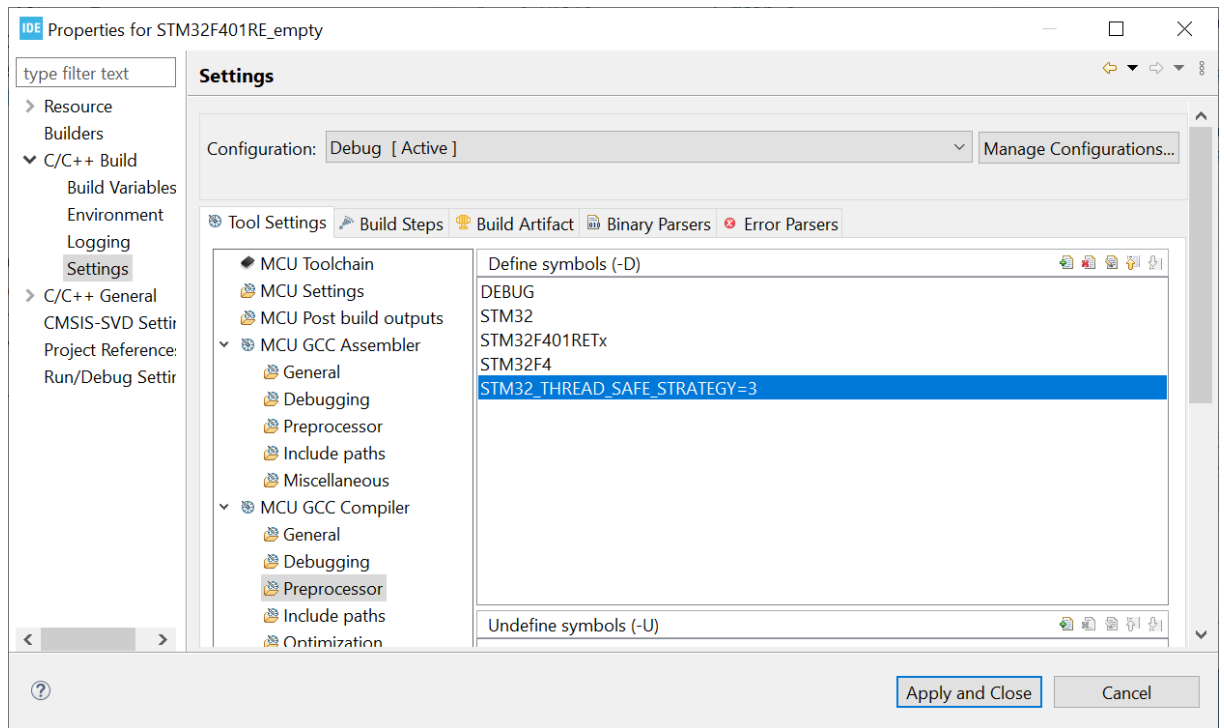 IDE Properties for STM32F401RE_empty
type filter text
Resource
Builders
C/C++ Build
Build Variables
Environment
Logging
Settings
C/C++ General
CMSIS-SVD Settir
Project Reference
Run/Debug Settir
Settings
Configuration: Debug [ Active ] Manage Configurations...
Tool Settings Build Steps Build Artifact Binary Parsers Error Parsers
MCU Toolchain
MCU Settings
MCU Post build outputs
MCU GCC Assembler
General
Debugging
Preprocessor
Include paths
Miscellaneous
MCU GCC Compiler
General
Debugging
Preprocessor
Include paths
Optimization
Define symbols (-D)
DEBUG
STM32
STM32F401RETx
STM32F4
STM32_THREAD_SAFE_STRATEGY=3
Undefine symbols (-U)
Apply and Close Cancel